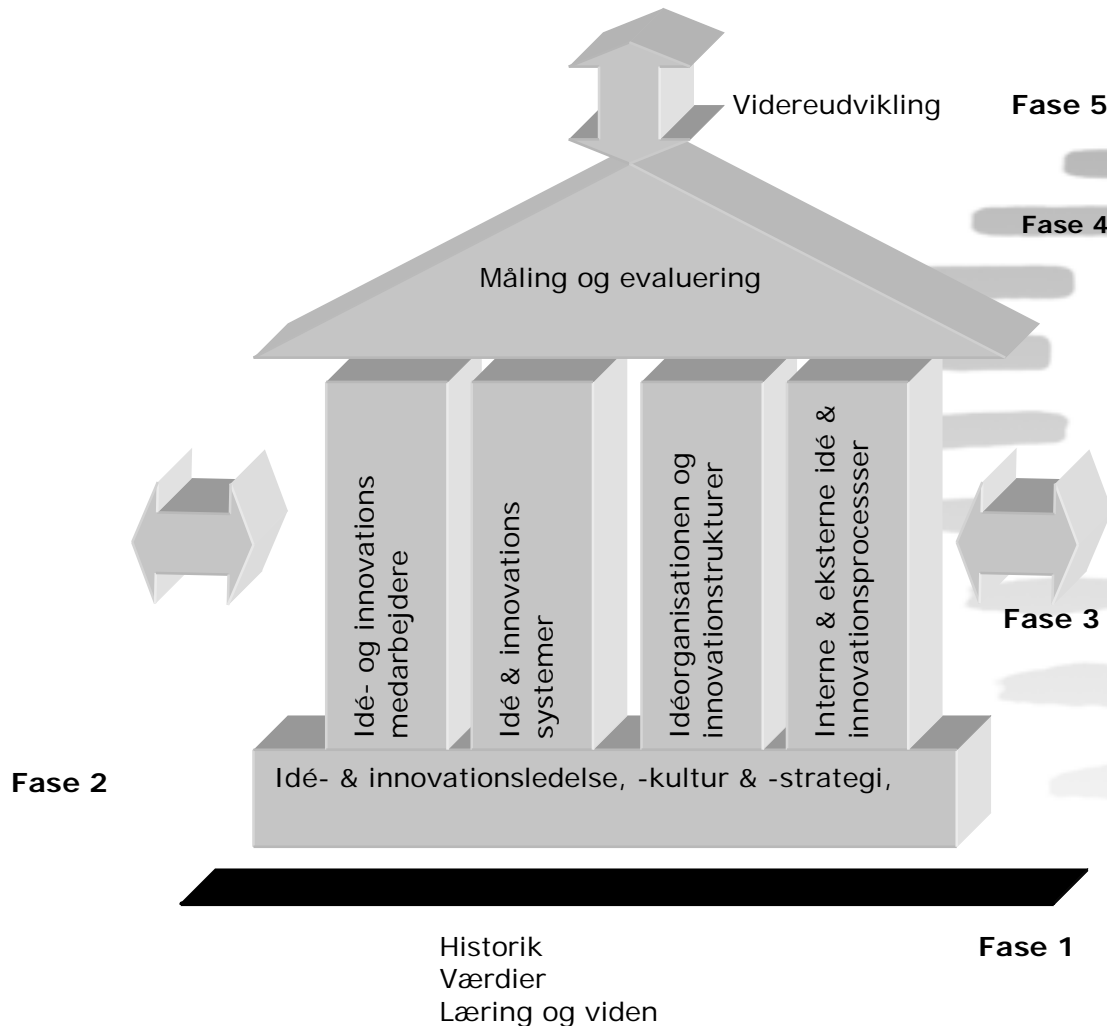 Videreudvikling
Fase 5
Fase 4
Måling og evaluering
Idé- og innovations
medarbejdere
Idé & innovations
systemer
Idéorganisationen og
innovationstrukturer
Interne & eksterne idé &
innovationsprocessser
Fase 3
Fase 2
Idé- & innovationsledelse, -kultur & -strategi,
Historik
Værdier
Læring og viden
Fase 1